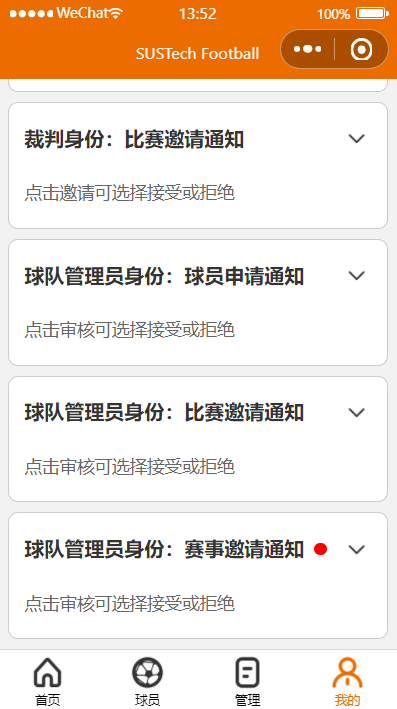 WeChat 13:52 100%
SUSTech Football
裁判身份：比赛邀请通知
点击邀请可选择接受或拒绝
球队管理员身份：球员申请通知
点击审核可选择接受或拒绝
球队管理员身份：比赛邀请通知
点击审核可选择接受或拒绝
球队管理员身份：赛事邀请通知
点击审核可选择接受或拒绝
首页 球员 管理 我的